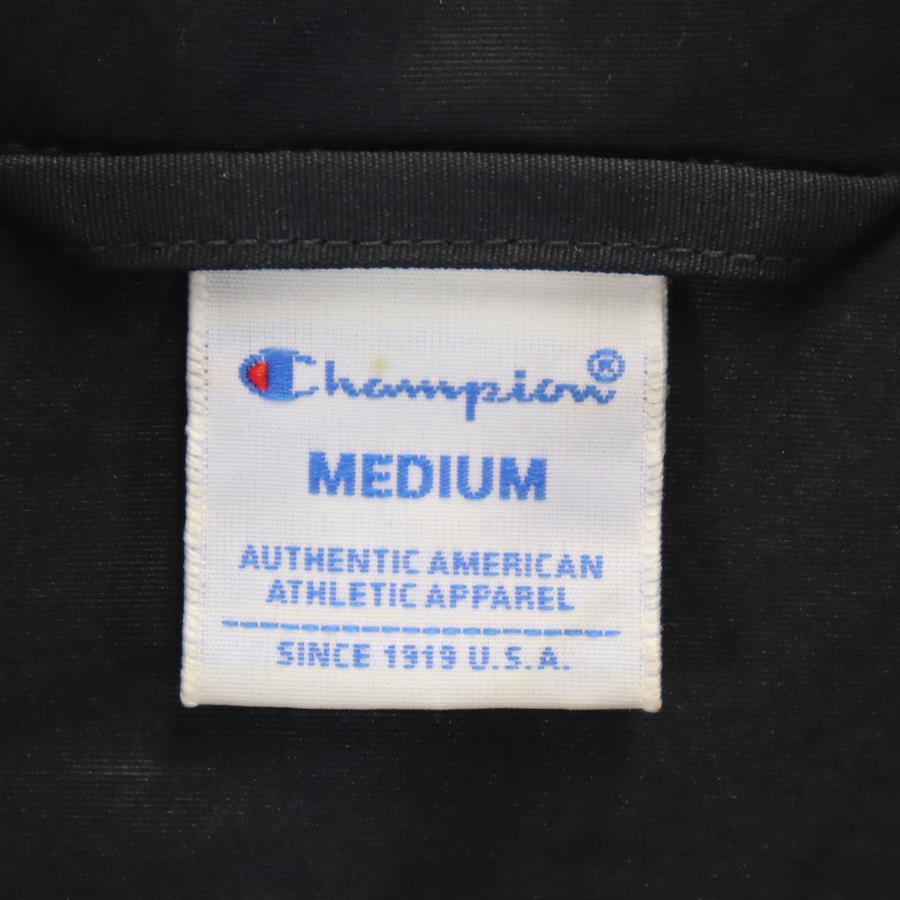 Champion®
MEDIUM
AUTHENTIC AMERICAN
ATHLETIC APPAREL
SINCE 1919 U.S.A.